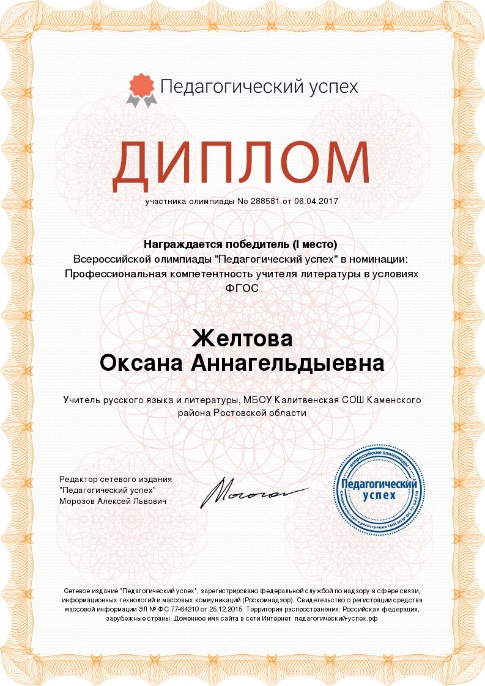 Педагогический успех
ДИПЛОМ
участника олимпиады No 288581 от 06.04.2017
Награждается победитель (I место)
Всероссийской олимпиады "Педагогический успех" в номинации:
Профессиональная компетентность учителя литературы в условиях
ФГОС
Желтова
Оксана Аннагельдыевна
Учитель русского языка и литературы, МБОУ Калитвенская СОШ Каменского
района Ростовской области
Редактор сетевого издания
"Педагогический успех"
Морозов Алексей Львович
Педагогический
успех
Сетевое издание "Педагогический успех", зарегистрировано федеральной службой по надзору в сфере связи,
информационных технологий и массовых коммуникаций (Роскомнадзор). Свидетельство о регистрации средства
массовой информации ЭЛ № ФС 77-64210 от 25.12.2015. Территория распространения: Российская федерация,
зарубежные страны. Доменное имя сайта в сети Интернет: педагогический-успех.рф